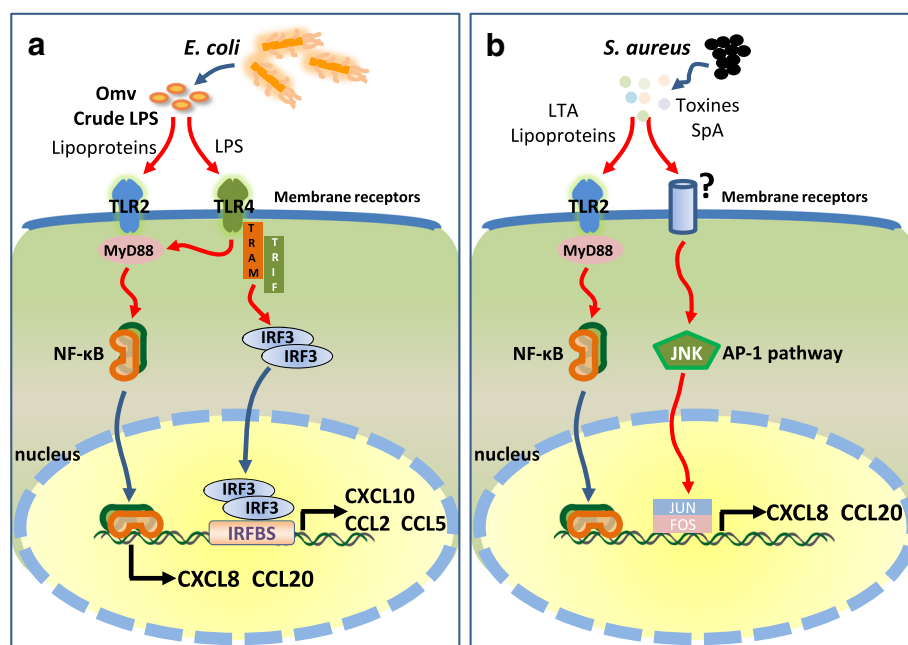 a
E. coli
Omv
Crude LPS
Lipoproteins
LPS
TLR2
TLR4
Membrane receptors
MyD88
TRAM
TRIF
NF-κB
IRF3
IRF3
nucleus
IRF3
IRF3
IRFBS
CXCL10
CCL2 CCL5
CXCL8 CCL20
b
S. aureus
LTA
Lipoproteins
Toxines
SpA
TLR2
?
Membrane receptors
MyD88
NF-κB
JNK
AP-1 pathway
nucleus
JUN
FOS
CXCL8 CCL20